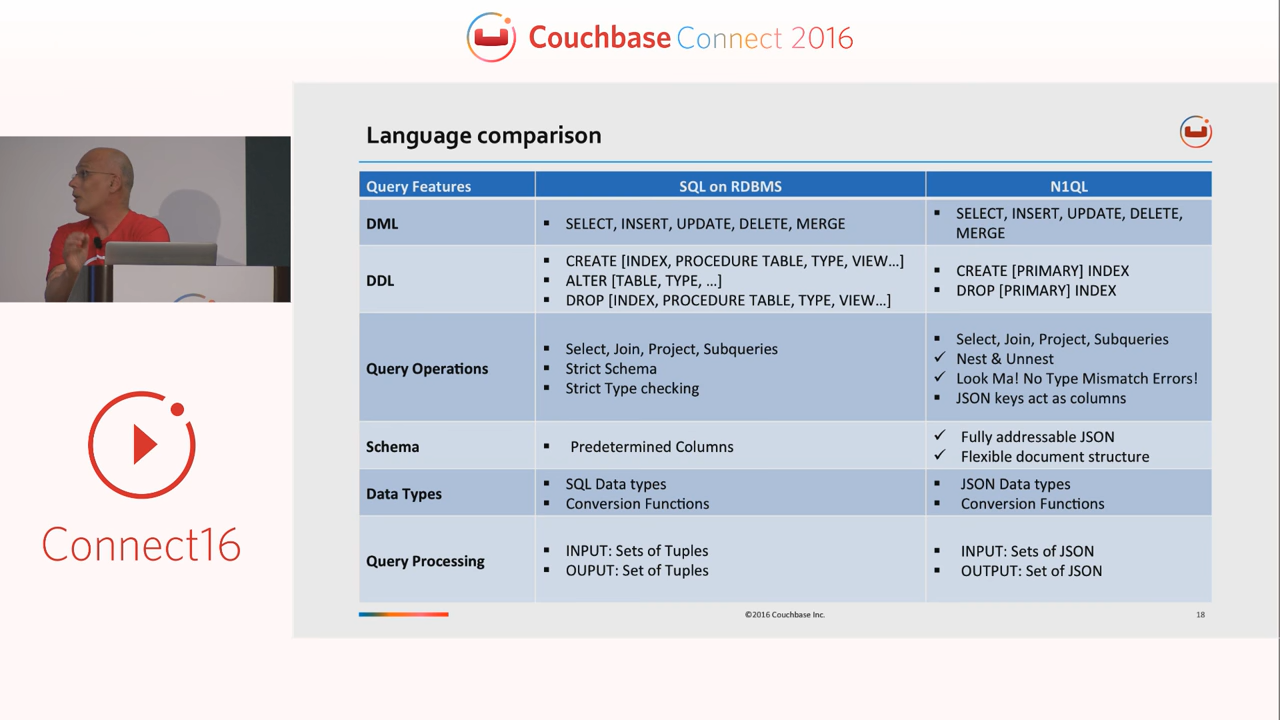 Couchbase Connect 2016
Language comparison
Query Features
SQL on RDBMS
N1QL
DML
▪ SELECT, INSERT, UPDATE, DELETE, MERGE
▪ SELECT, INSERT, UPDATE, DELETE,
MERGE
DDL
▪ CREATE [INDEX, PROCEDURE TABLE, TYPE, VIEW…]
▪ ALTER [TABLE, TYPE, …]
▪ DROP [INDEX, PROCEDURE TABLE, TYPE, VIEW…]
▪ CREATE [PRIMARY] INDEX
▪ DROP [PRIMARY] INDEX
Query Operations
▪ Select, Join, Project, Subqueries
▪ Strict Schema
▪ Strict Type checking
▪ Select, Join, Project, Subqueries
✓ Nest & Unnest
✓ Look Ma! No Type Mismatch Errors!
▪ JSON keys act as columns
Schema
▪ Predetermined Columns
✓ Fully addressable JSON
✓ Flexible document structure
Data Types
▪ SQL Data types
▪ Conversion Functions
▪ JSON Data types
▪ Conversion Functions
Query Processing
▪ INPUT: Sets of Tuples
▪ OUPUT: Set of Tuples
▪ INPUT: Sets of JSON
▪ OUTPUT: Set of JSON
©2016 Couchbase Inc.
18
Connect16